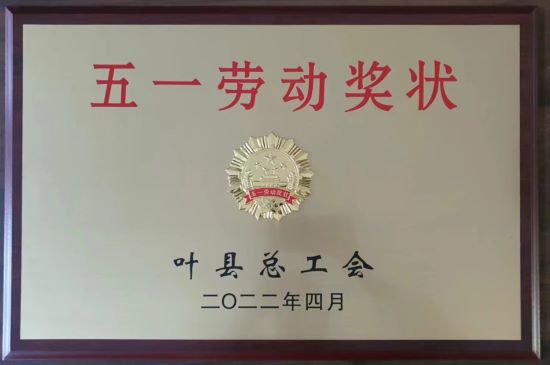 五一劳动奖状
五一劳动奖状
叶县总工会
二〇二二年四月